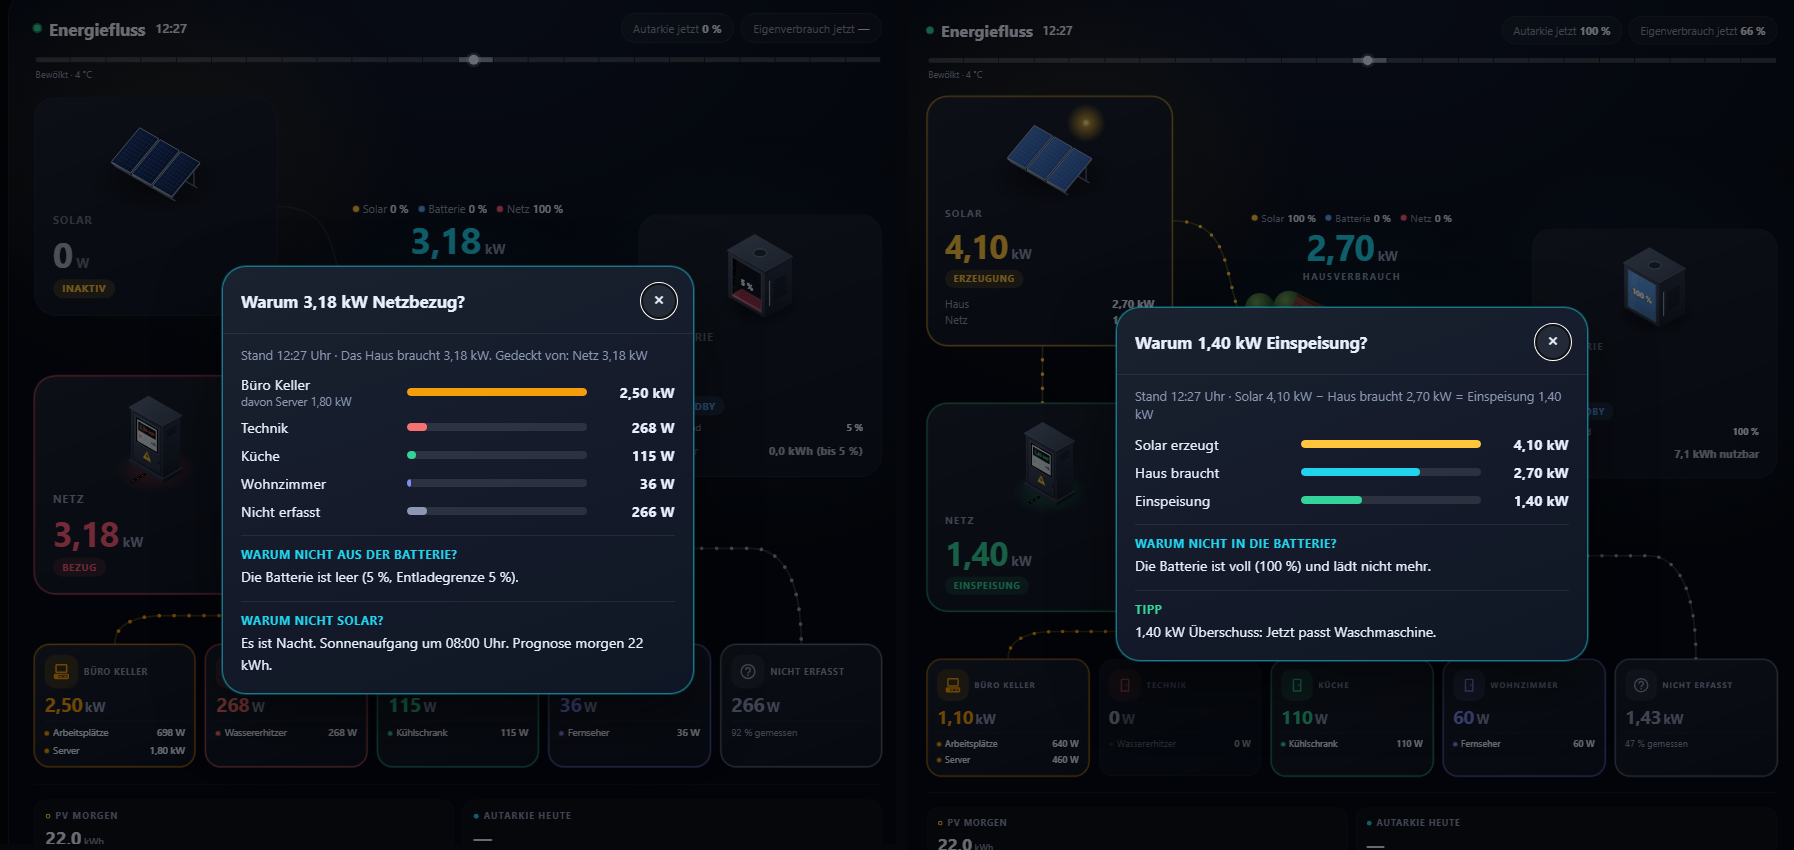 Energiefluss 12:27
Autarkie jetzt 0 %
Eigenverbrauch jetzt —
Bewölkt · 4 °C
SOLAR
0 W
INAKTIV
Solar 0 % Batterie 0 % Netz 100 %
3,18 kW
5 %
RIE
DBY
5 %
0,0 kWh (bis 5 %)
NETZ
3,18 kW
BEZUG
Warum 3,18 kW Netzbezug?
×
Stand 12:27 Uhr · Das Haus braucht 3,18 kW. Gedeckt von: Netz 3,18 kW
Büro Keller 2,50 kW
davon Server 1,80 kW
Technik 268 W
Küche 115 W
Wohnzimmer 36 W
Nicht erfasst 266 W
WARUM NICHT AUS DER BATTERIE?
Die Batterie ist leer (5 %, Entladegrenze 5 %).
WARUM NICHT SOLAR?
Es ist Nacht. Sonnenaufgang um 08:00 Uhr. Prognose morgen 22
kWh.
BÜRO KELLER
2,50 kW
Arbeitsplätze 698 W
Server 1,80 kW
268 W
Wassererhitzer 268 W
115 W
Kühlschrank 115 W
36 W
Fernseher 36 W
NICHT ERFASST
266 W
92 % gemessen
PV MORGEN
22,0 kWh
AUTARKIE HEUTE
—
Energiefluss 12:27
Autarkie jetzt 100 %
Eigenverbrauch jetzt 66 %
Bewölkt · 4 °C
SOLAR
4,10 kW
ERZEUGUNG
Haus 2,70 kW
Netz 1
Solar 100 % Batterie 0 % Netz 0 %
2,70 kW
HAUSVERBRAUCH
100 %
RIE
DBY
100 %
7,1 kWh nutzbar
NETZ
1,40 kW
EINSPEISUNG
Warum 1,40 kW Einspeisung?
×
Stand 12:27 Uhr · Solar 4,10 kW − Haus braucht 2,70 kW = Einspeisung 1,40
kW
Solar erzeugt 4,10 kW
Haus braucht 2,70 kW
Einspeisung 1,40 kW
WARUM NICHT IN DIE BATTERIE?
Die Batterie ist voll (100 %) und lädt nicht mehr.
TIPP
1,40 kW Überschuss: Jetzt passt Waschmaschine.
BÜRO KELLER
1,10 kW
Arbeitsplätze 640 W
Server 460 W
TECHNIK
0 W
Wassererhitzer 0 W
KÜCHE
110 W
Kühlschrank 110 W
WOHNZIMMER
60 W
Fernseher 60 W
NICHT ERFASST
1,43 kW
47 % gemessen
PV MORGEN
22,0 kWh
AUTARKIE HEUTE
—